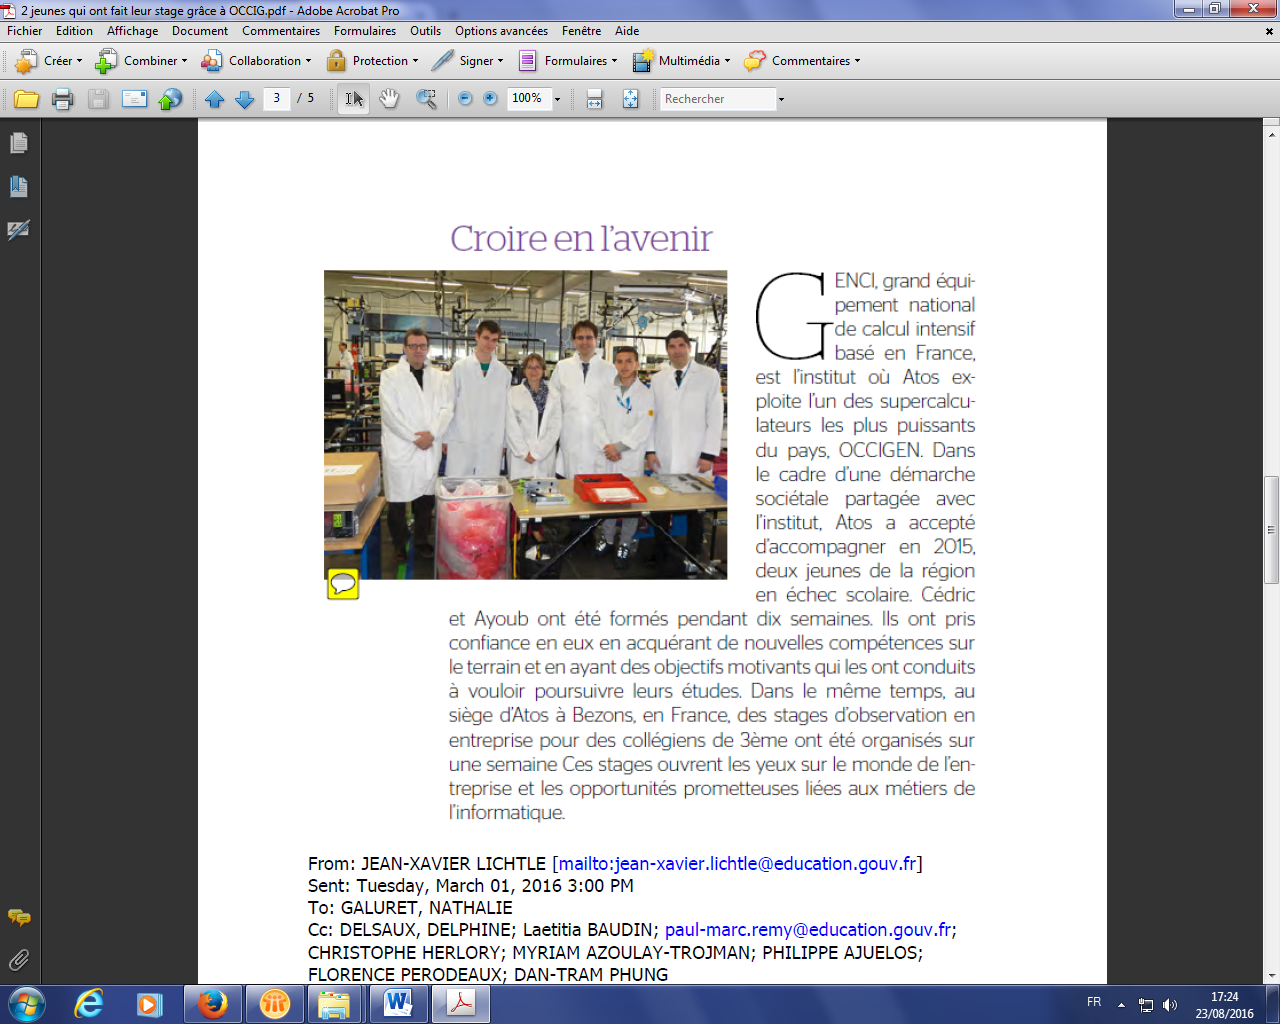 2 jeunes qui ont fait leur stage grâce à OCCIG.pdf - Adobe Acrobat Pro
Fichier Edition Affichage Document Commentaires Formulaires Outils Options avancées Fenêtre Aide
Créer Combiner Collaboration Protection Signer Formulaires Multimédia Commentaires
3 / 5 100% Rechercher
Croire en l'avenir
GENCI, grand équi-
pement national
de calcul intensif
basé en France,
est l'institut où Atos ex-
ploite l'un des supercalcu-
lateurs les plus puissants
du pays, OCCIGEN. Dans
le cadre d'une démarche
sociétale partagée avec
l'institut, Atos a accepté
d'accompagner en 2015,
deux jeunes de la région
en échec scolaire. Cédric
et Ayoub ont été formés pendant dix semaines. Ils ont pris
confiance en eux en acquérant de nouvelles compétences sur
le terrain et en ayant des objectifs motivants qui les ont conduits
à vouloir poursuivre leurs études. Dans le même temps, au
siège d'Atos à Bezons, en France, des stages d'observation en
entreprise pour des collégiens de 3ème ont été organisés sur
une semaine Ces stages ouvrent les yeux sur le monde de l'en-
treprise et les opportunités prometteuses liées aux métiers de
l'informatique.
From: JEAN-XAVIER LICHTLE [mailto:jean-xavier.lichtle@education.gouv.fr]
Sent: Tuesday, March 01, 2016 3:00 PM
To: GALURET, NATHALIE
Cc: DELSAUX, DELPHINE; Laetitia BAUDIN; paul-marc.remy@education.gouv.fr;
CHRISTOPHE HERLORY; MYRIAM AZOULAY-TROJMAN; PHILIPPE AJUELOS;
FLORENCE PERODEAUX; DAN-TRAM PHUNG
FR 17:24
23/08/2016